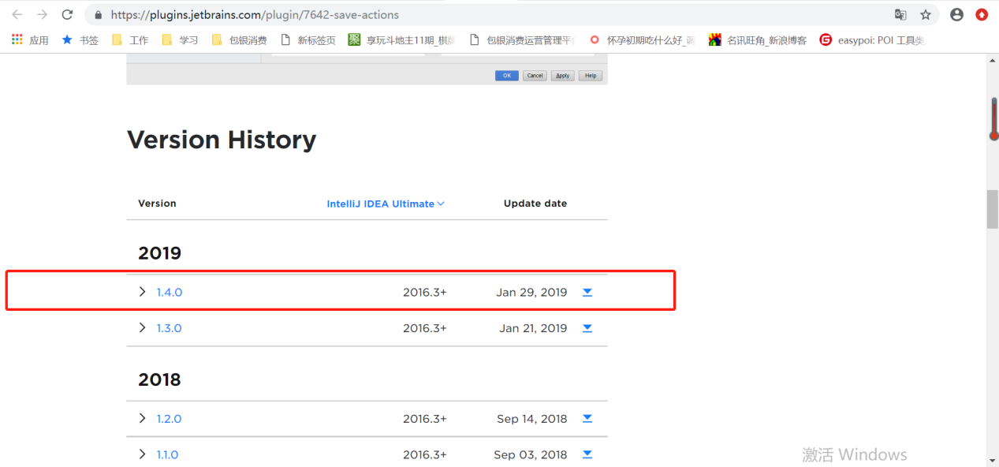 https://plugins.jetbrains.com/plugin/7642-save-actions
应用 书签 工作 学习 包银消费 新标签页 聚 享玩斗地主11期_棋牌 包银消费运营管理平台 怀孕初期吃什么好_ 名讯旺角_新浪博客 easypoi: POI 工具类
OK Cancel Apply Help
Version History
Version IntelliJ IDEA Ultimate Update date
2019
1.4.0 2016.3+ Jan 29, 2019
1.3.0 2016.3+ Jan 21, 2019
2018
1.2.0 2016.3+ Sep 14, 2018
1.1.0 2016.3+ Sep 03, 2018
激活 Windows